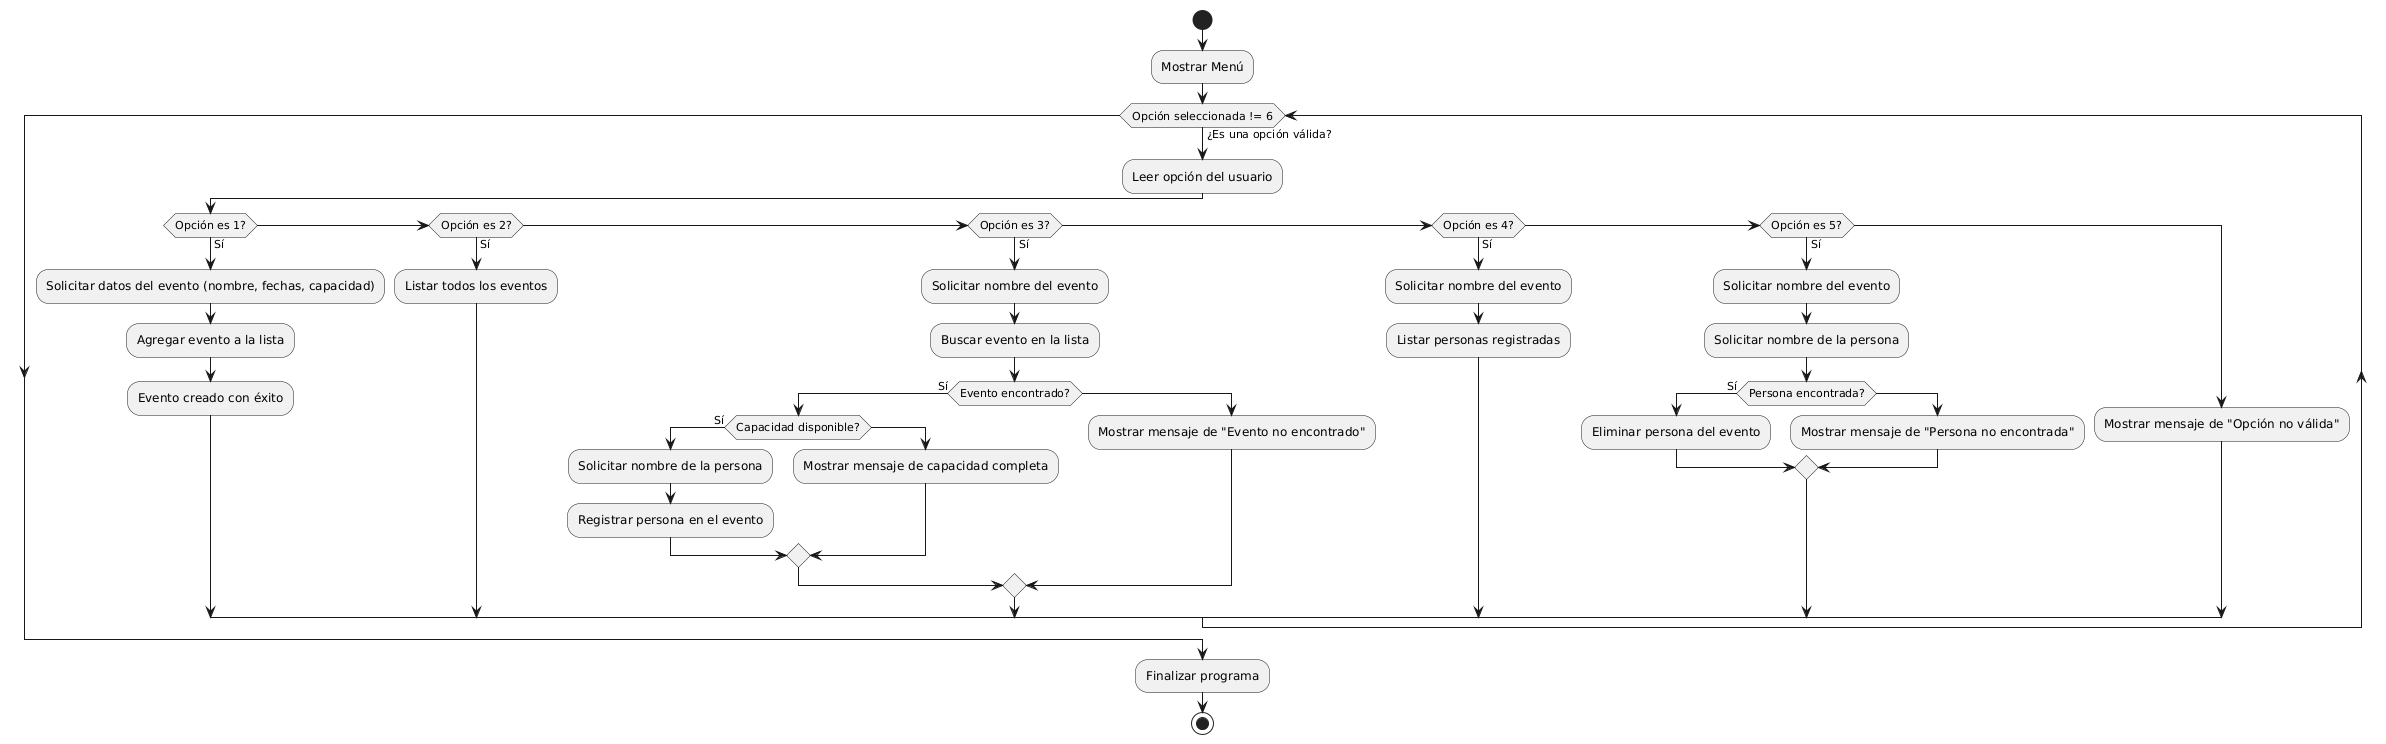 Mostrar Menú
Opción seleccionada != 6
¿Es una opción válida?
Leer opción del usuario
Opción es 1?
Opción es 2?
Opción es 3?
Opción es 4?
Opción es 5?
Sí
Sí
Sí
Sí
Sí
Solicitar datos del evento (nombre, fechas, capacidad)
Listar todos los eventos
Solicitar nombre del evento
Solicitar nombre del evento
Solicitar nombre del evento
Agregar evento a la lista
Buscar evento en la lista
Listar personas registradas
Solicitar nombre de la persona
Evento creado con éxito
Sí
Evento encontrado?
Sí
Persona encontrada?
Sí
Capacidad disponible?
Mostrar mensaje de "Evento no encontrado"
Eliminar persona del evento
Mostrar mensaje de "Persona no encontrada"
Mostrar mensaje de "Opción no válida"
Solicitar nombre de la persona
Mostrar mensaje de capacidad completa
Registrar persona en el evento
Finalizar programa